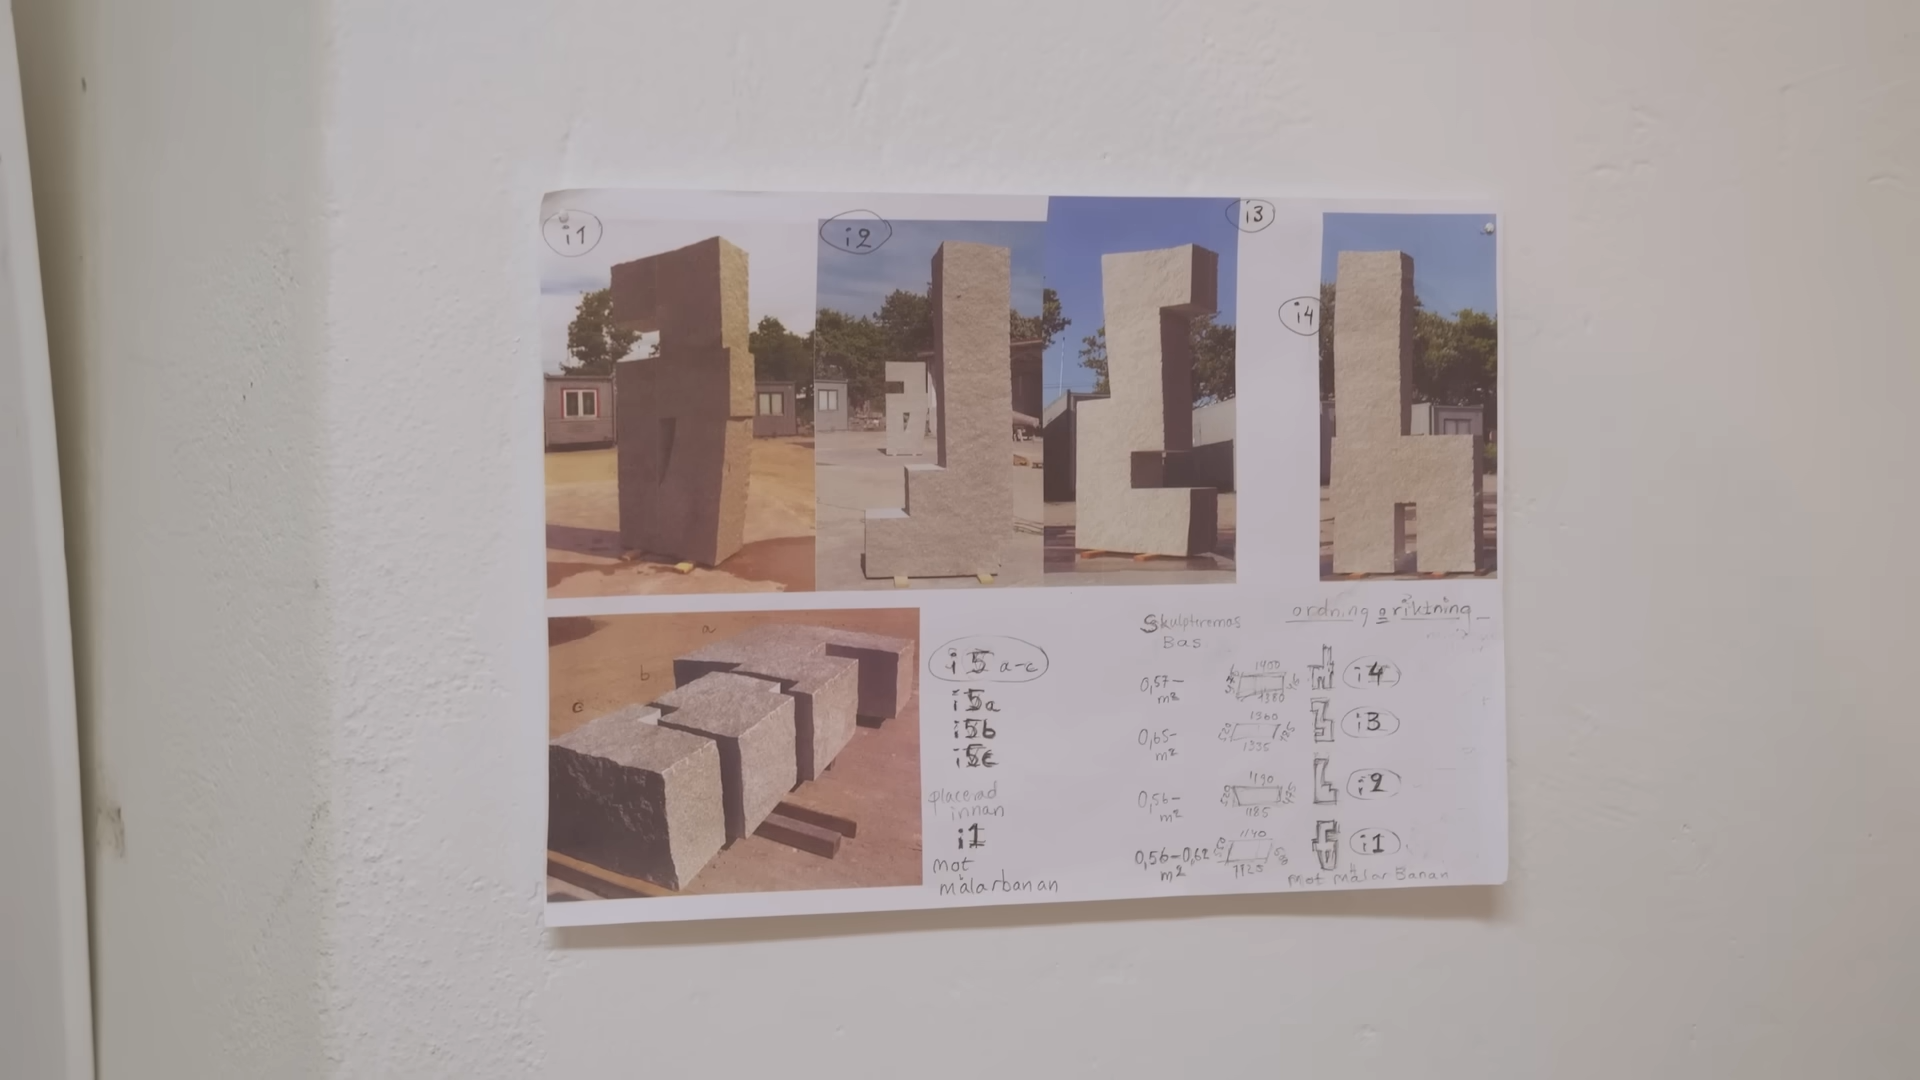 i1
i2
i3
i4
a
b
c
i5 a-c
i5a
i5b
i5c
placerad
innan
i1
mot
mälarbanan
Skulpterernas
Bas
0,57-
m²
0,65-
m²
0,56-
m²
0,56-0,62
m²
1400
1380
1360
1335
1190
1185
1140
1125
ordning & riktning
i4
i3
i2
i1
mot mälar Banan